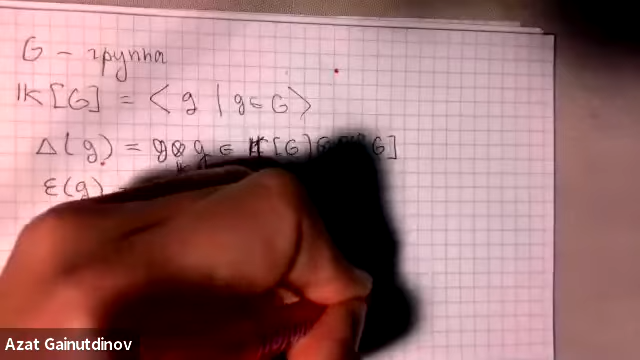 G - группа
𝕜[G] = ⟨ g | g ∈ G ⟩
Δ(g) = g ⊗ g ∈ 𝕜[G] ⊗ G]
ε(g) =
Azat Gainutdinov